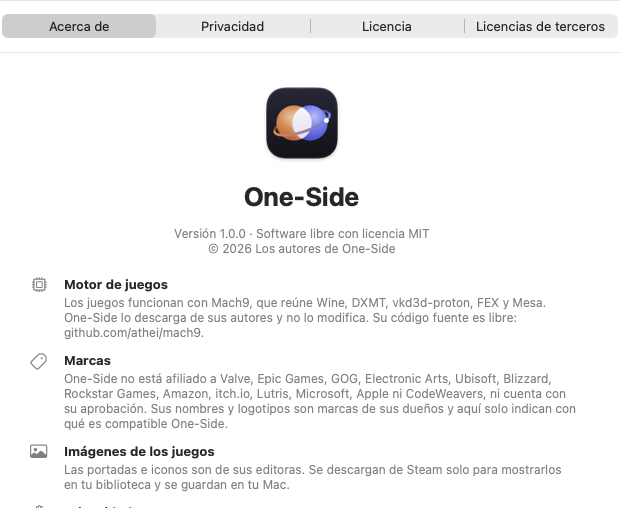 Acerca de
Privacidad
Licencia
Licencias de terceros
One-Side
Versión 1.0.0 · Software libre con licencia MIT
© 2026 Los autores de One-Side
Motor de juegos
Los juegos funcionan con Mach9, que reúne Wine, DXMT, vkd3d-proton, FEX y Mesa.
One-Side lo descarga de sus autores y no lo modifica. Su código fuente es libre:
github.com/athei/mach9.
Marcas
One-Side no está afiliado a Valve, Epic Games, GOG, Electronic Arts, Ubisoft, Blizzard,
Rockstar Games, Amazon, itch.io, Lutris, Microsoft, Apple ni CodeWeavers, ni cuenta con
su aprobación. Sus nombres y logotipos son marcas de sus dueños y aquí solo indican con
qué es compatible One-Side.
Imágenes de los juegos
Las portadas e iconos son de sus editoras. Se descargan de Steam solo para mostrarlos
en tu biblioteca y se guardan en tu Mac.